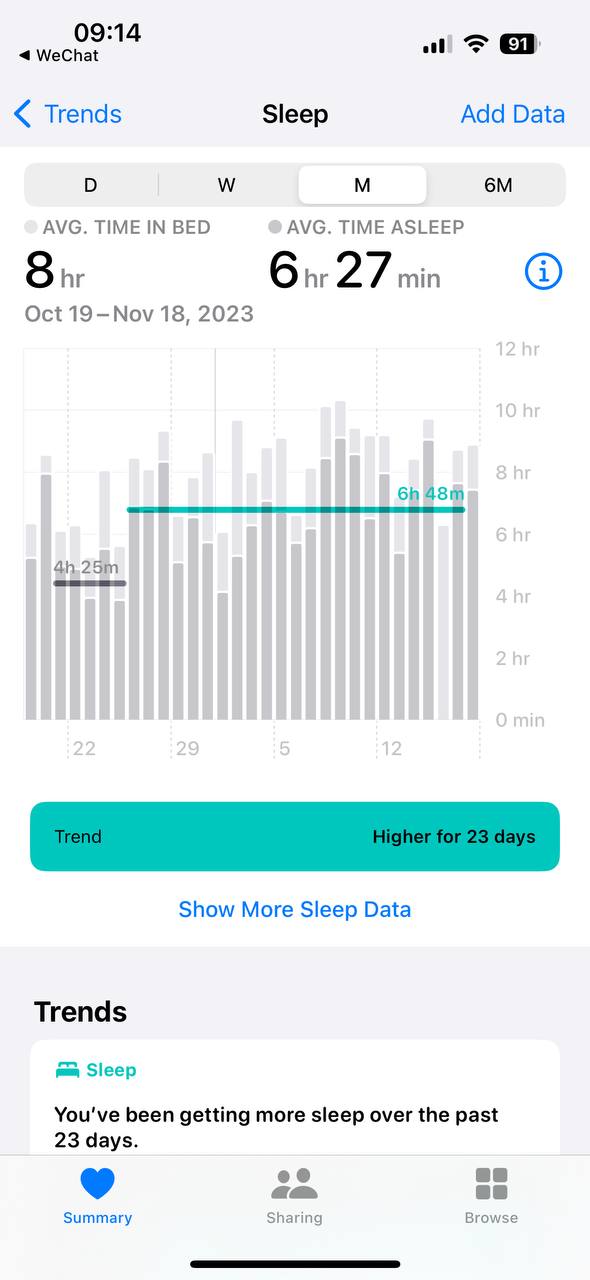 09:14
91
◀ WeChat
Trends
Sleep
Add Data
D
W
M
6M
AVG. TIME IN BED
AVG. TIME ASLEEP
8 hr
6 hr 27 min
Oct 19 – Nov 18, 2023
12 hr
10 hr
8 hr
6h 48m
6 hr
4h 25m
4 hr
2 hr
0 min
22
29
5
12
Trend
Higher for 23 days
Show More Sleep Data
Trends
Sleep
You’ve been getting more sleep over the past
23 days.
Summary
Sharing
Browse